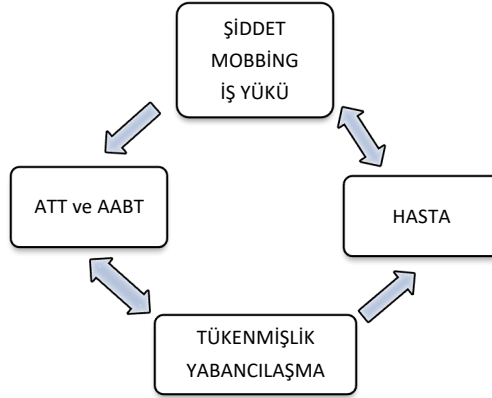 ŞİDDET
MOBBİNG
İŞ YÜKÜ
ATT ve AABT
HASTA
TÜKENMİŞLİK
YABANCILAŞMA